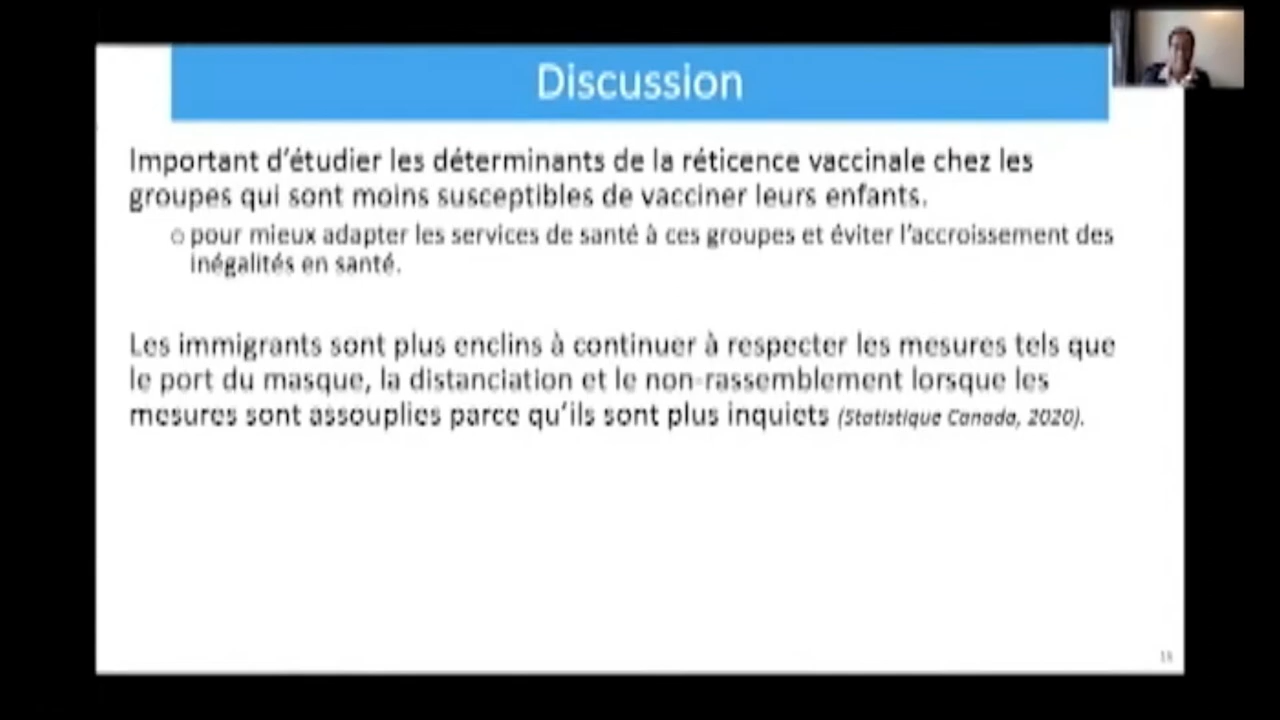 Discussion
Important d'étudier les déterminants de la réticence vaccinale chez les
groupes qui sont moins susceptibles de vacciner leurs enfants.
○ pour mieux adapter les services de santé à ces groupes et éviter l'accroissement des
inégalités en santé.
Les immigrants sont plus enclins à continuer à respecter les mesures tels que
le port du masque, la distanciation et le non-rassemblement lorsque les
mesures sont assouplies parce qu'ils sont plus inquiets (Statistique Canada, 2020).